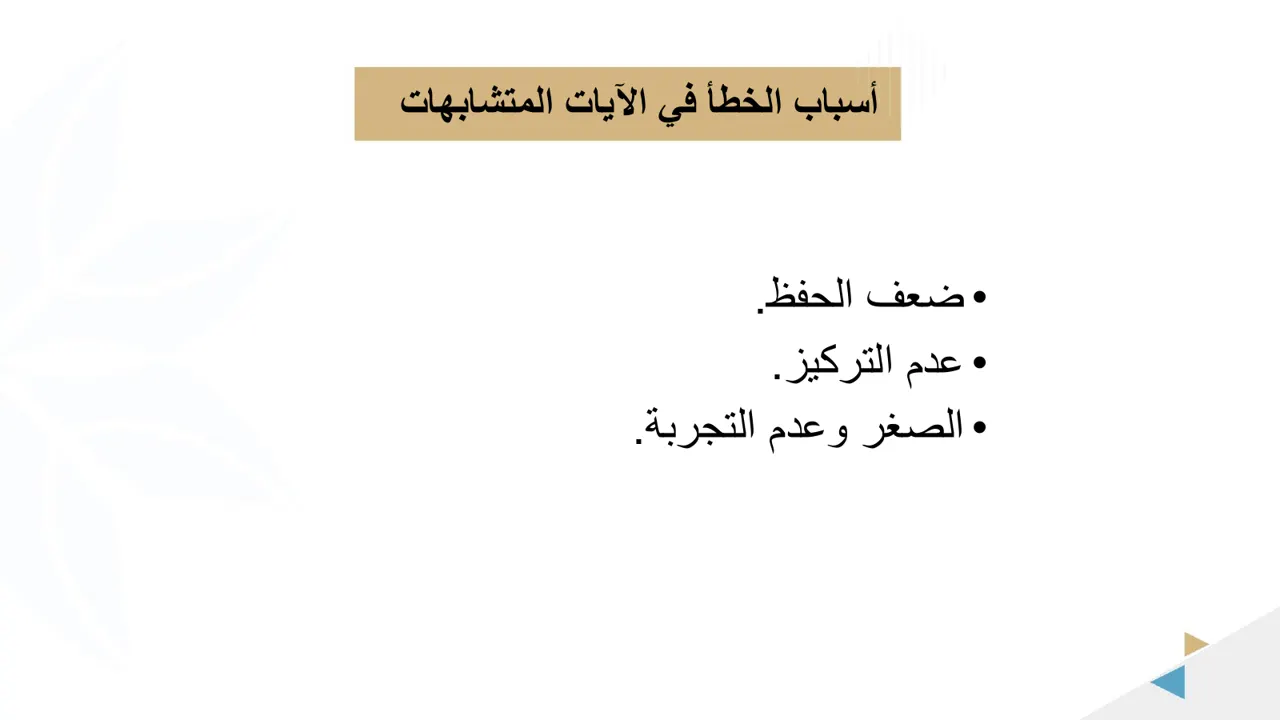 أسباب الخطأ في الآيات المتشابهات
• ضعف الحفظ.
• عدم التركيز.
• الصغر وعدم التجربة.